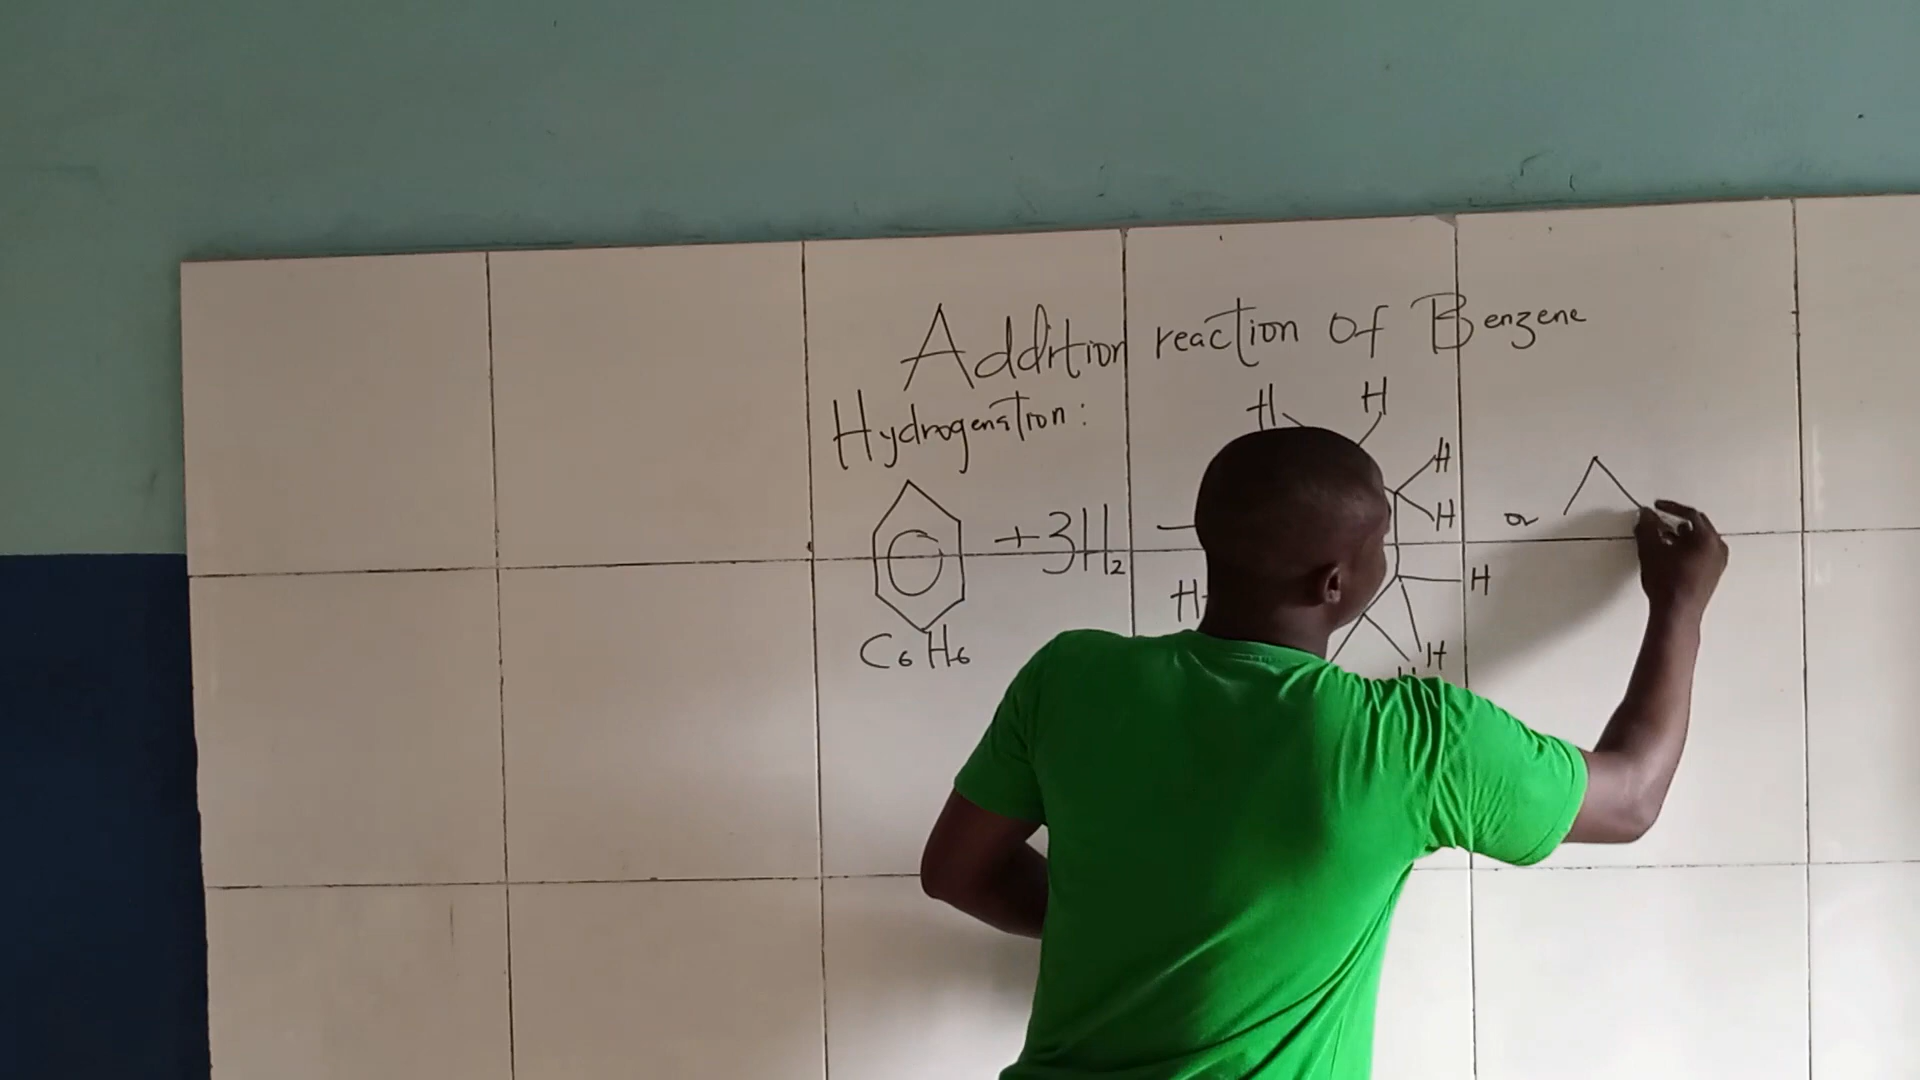 Addition reaction of Benzene
Hydrogenation:
H H
H
+3H₂ H or
H H
C₆H₆ H